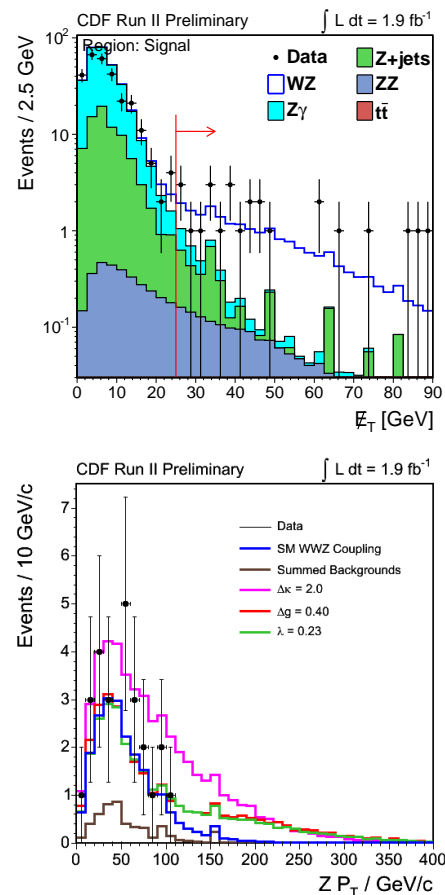 CDF Run II Preliminary ∫ L dt = 1.9 fb⁻¹
Region: Signal
Data
WZ
Zγ
Z+jets
ZZ
tt̄
Events / 2.5 GeV
10²
10
1
10⁻¹
0 10 20 30 40 50 60 70 80 90
E̸_T [GeV]
CDF Run II Preliminary ∫ L dt = 1.9 fb⁻¹
Data
SM WWZ Coupling
Summed Backgrounds
Δκ = 2.0
Δg = 0.40
λ = 0.23
Events / 10 GeV/c
7
6
5
4
3
2
1
0
0 50 100 150 200 250 300 350 400
Z P_T / GeV/c